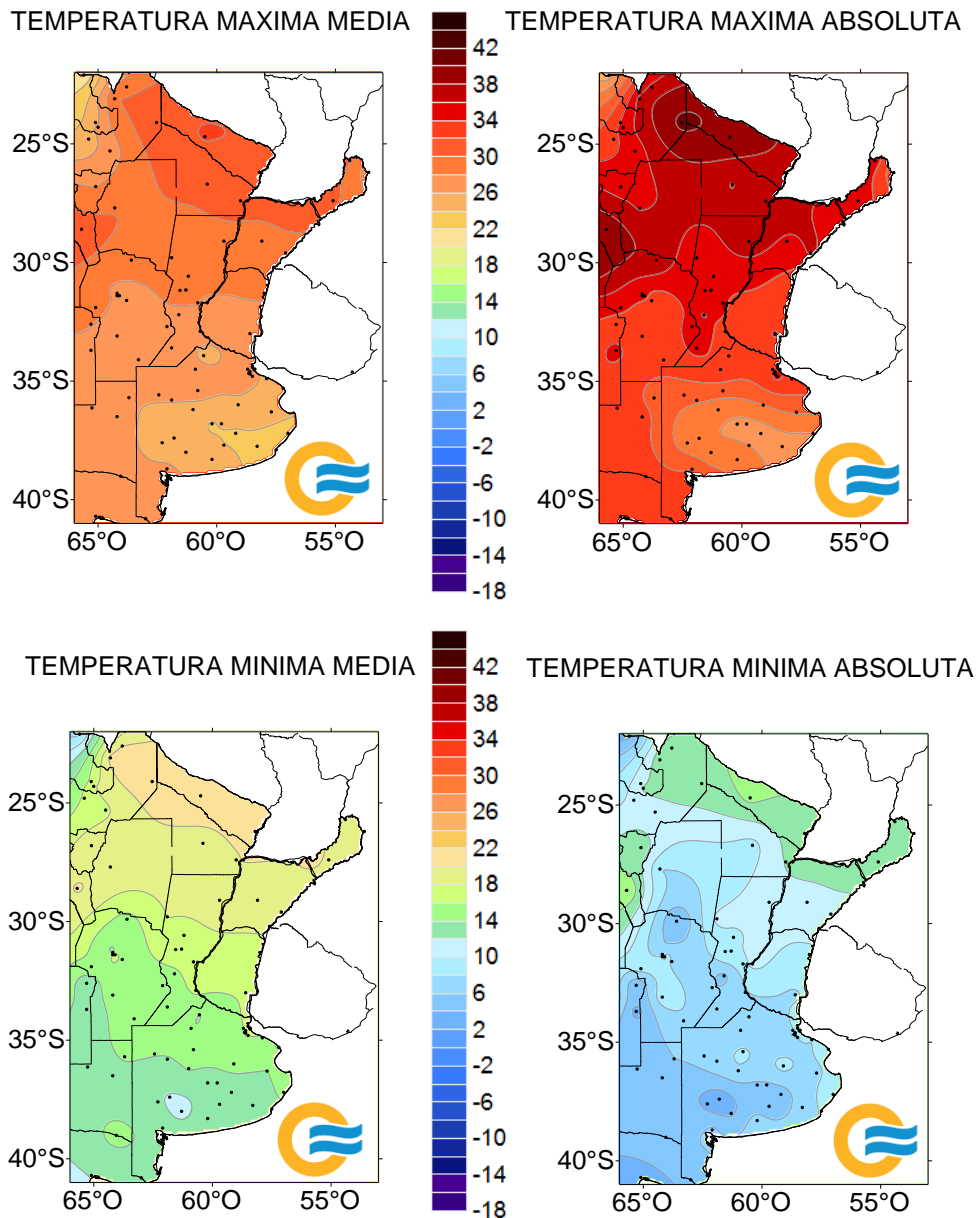 TEMPERATURA MAXIMA MEDIA
TEMPERATURA MAXIMA ABSOLUTA
42
38
34
30
26
22
18
14
10
6
2
-2
-6
-10
-14
-18
25°S
30°S
35°S
40°S
65°O 60°O 55°O
25°S
30°S
35°S
40°S
65°O 60°O 55°O
TEMPERATURA MINIMA MEDIA
TEMPERATURA MINIMA ABSOLUTA
42
38
34
30
26
22
18
14
10
6
2
-2
-6
-10
-14
-18
25°S
30°S
35°S
40°S
65°O 60°O 55°O
25°S
30°S
35°S
40°S
65°O 60°O 55°O